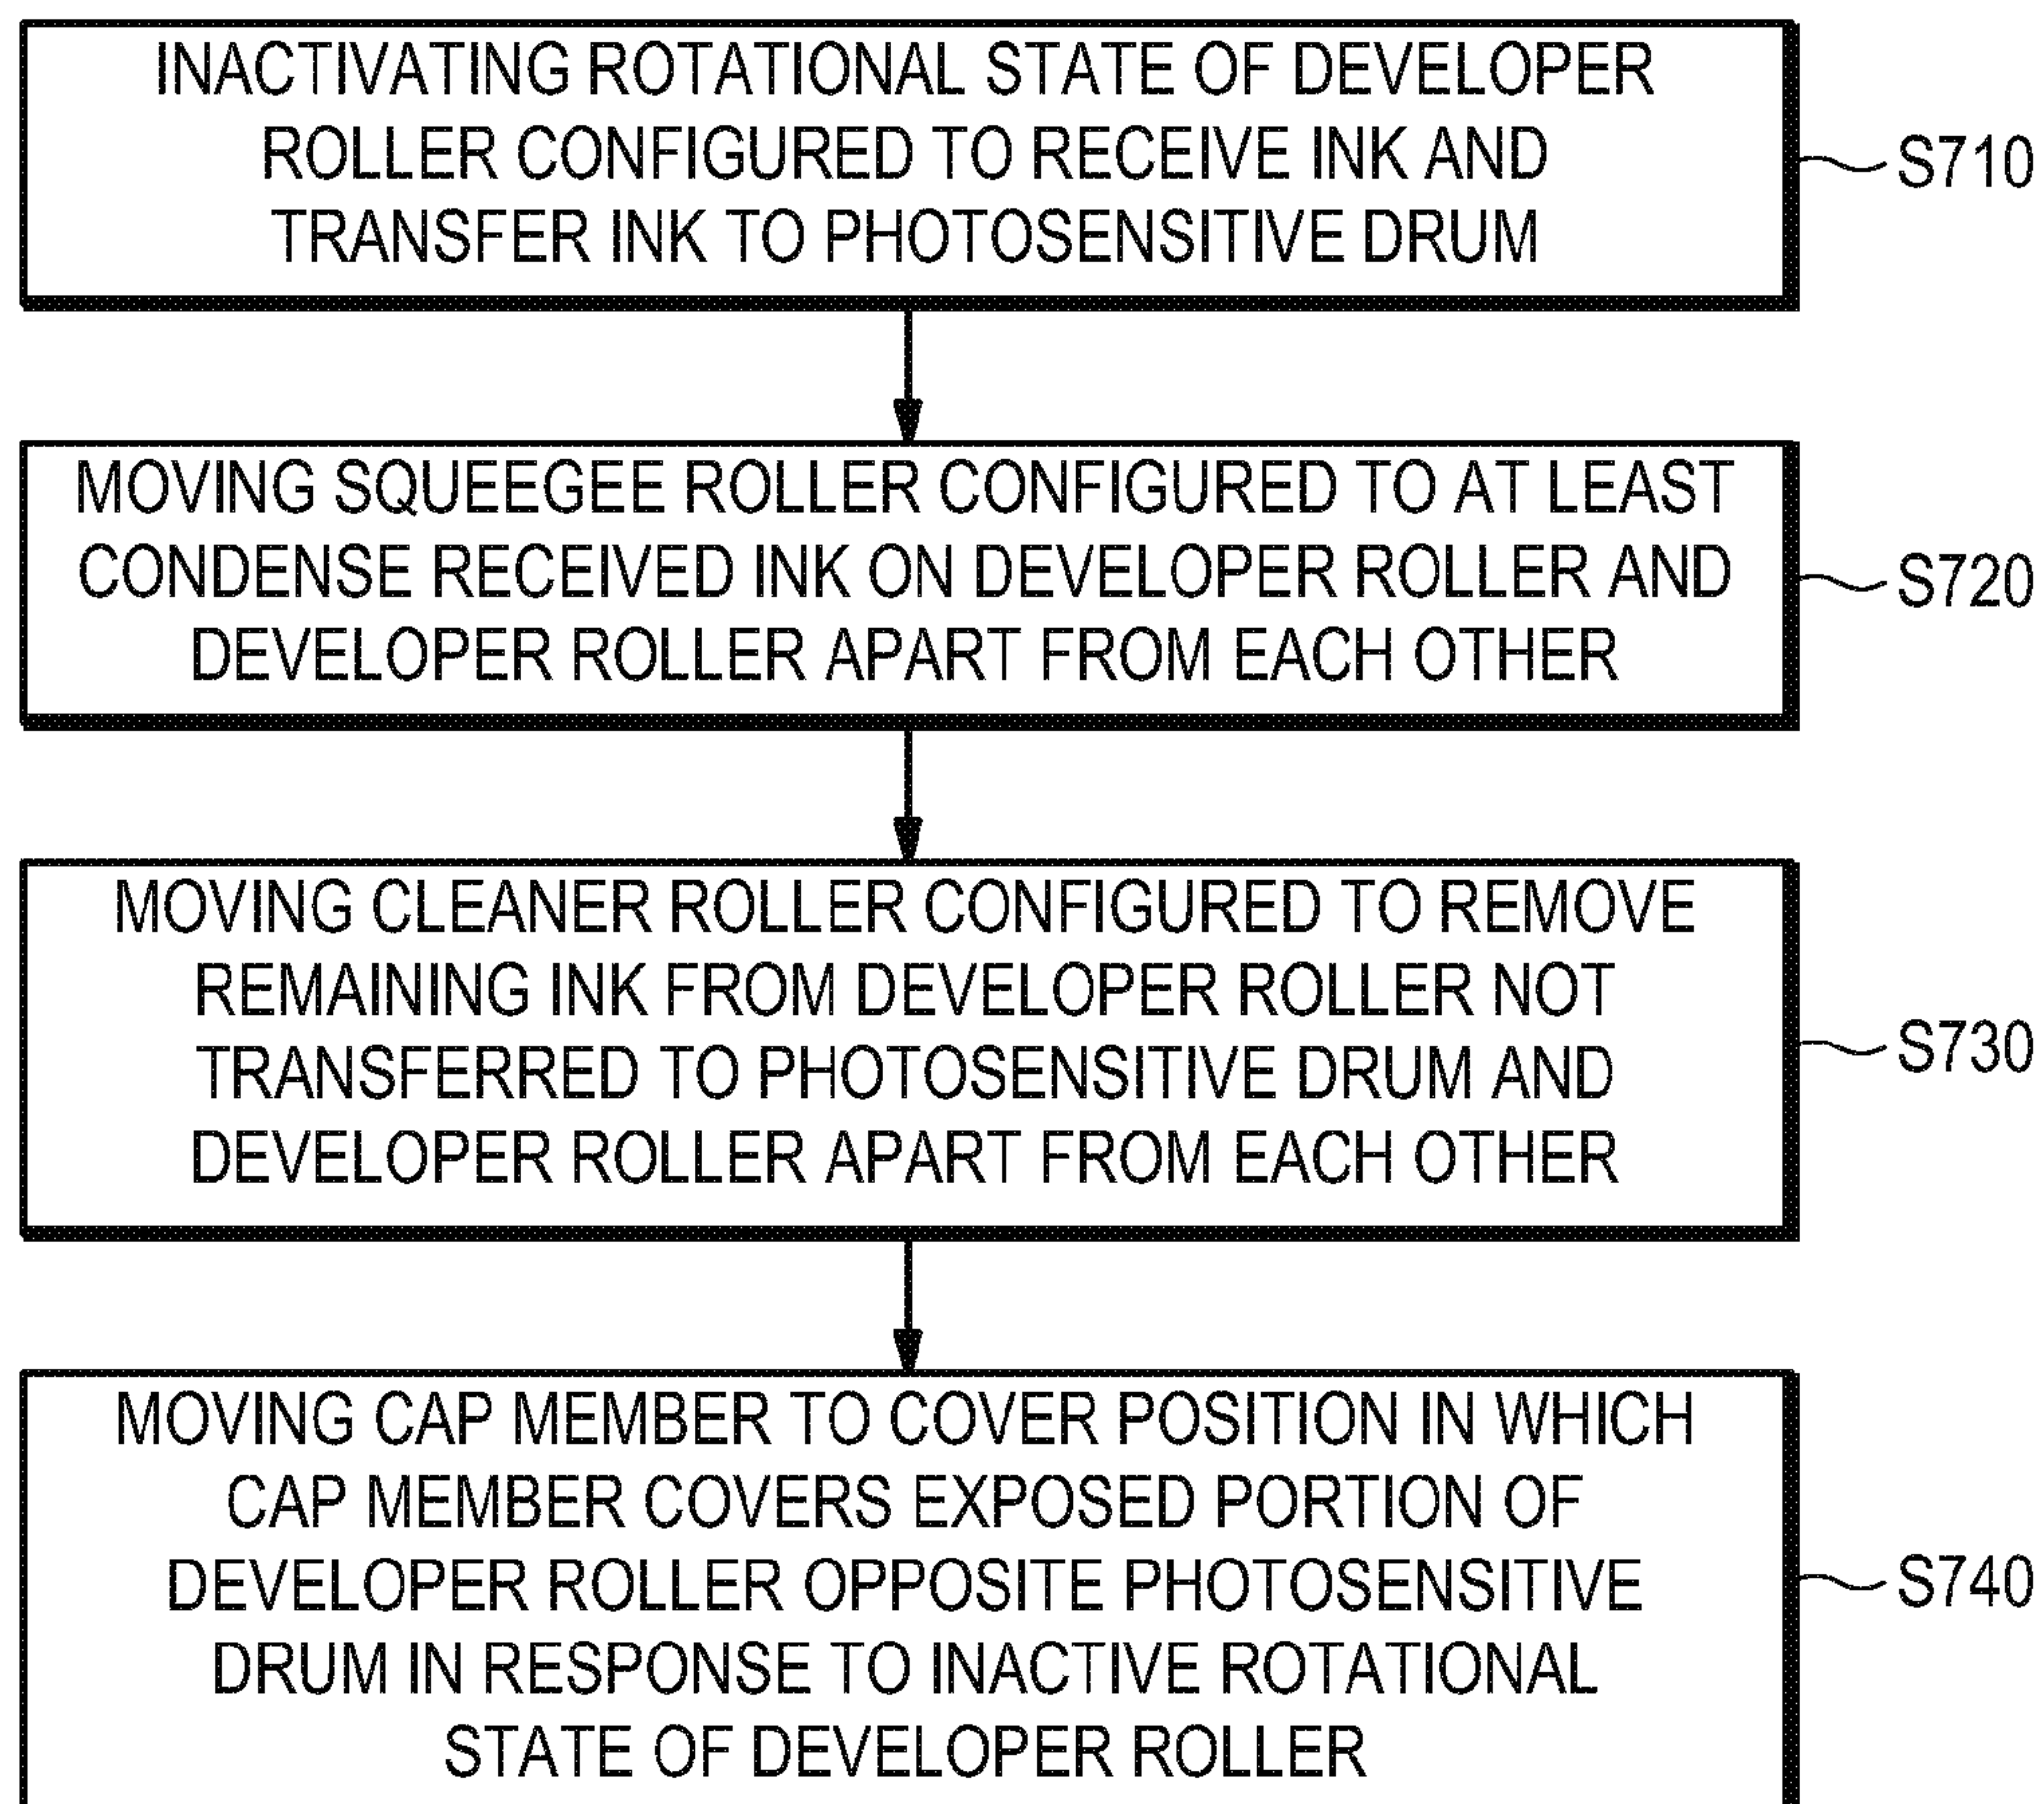 INACTIVATING ROTATIONAL STATE OF DEVELOPER
ROLLER CONFIGURED TO RECEIVE INK AND
TRANSFER INK TO PHOTOSENSITIVE DRUM
S710
MOVING SQUEEGEE ROLLER CONFIGURED TO AT LEAST
CONDENSE RECEIVED INK ON DEVELOPER ROLLER AND
DEVELOPER ROLLER APART FROM EACH OTHER
S720
MOVING CLEANER ROLLER CONFIGURED TO REMOVE
REMAINING INK FROM DEVELOPER ROLLER NOT
TRANSFERRED TO PHOTOSENSITIVE DRUM AND
DEVELOPER ROLLER APART FROM EACH OTHER
S730
MOVING CAP MEMBER TO COVER POSITION IN WHICH
CAP MEMBER COVERS EXPOSED PORTION OF
DEVELOPER ROLLER OPPOSITE PHOTOSENSITIVE
DRUM IN RESPONSE TO INACTIVE ROTATIONAL
STATE OF DEVELOPER ROLLER
S740